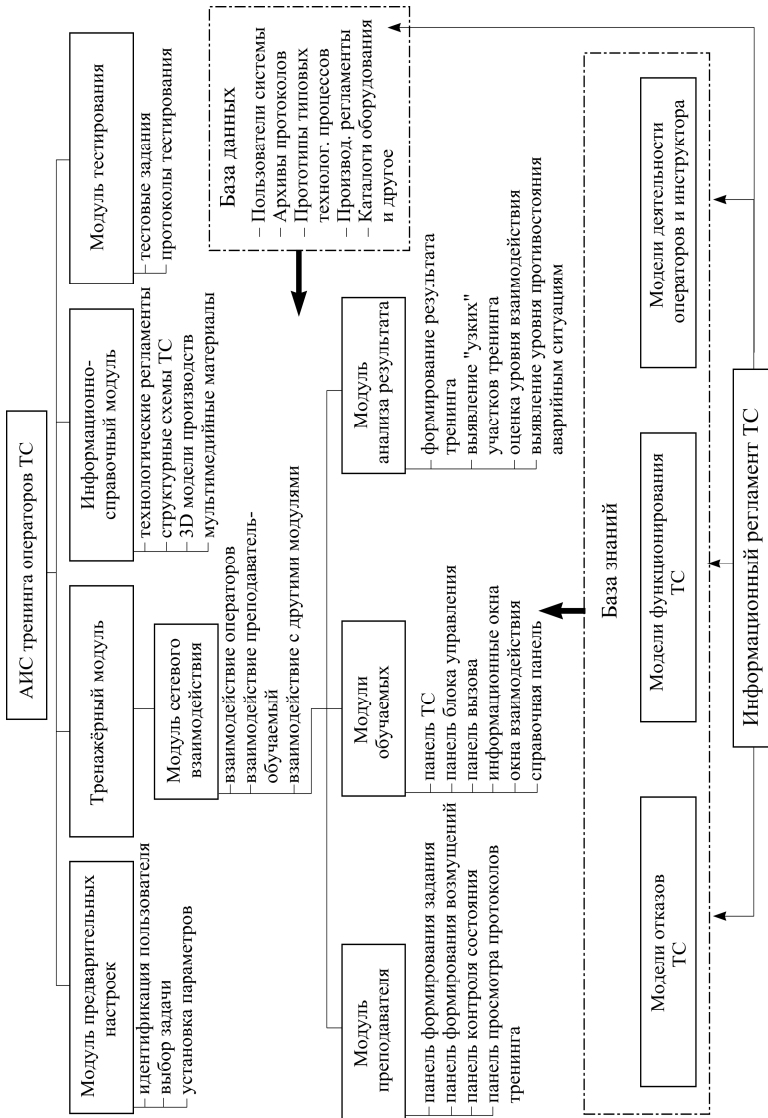 АИС тренинга операторов ТС
Модуль предварительных
настроек
идентификация пользователя
выбор задачи
установка параметров
Тренажёрный модуль
Информационно-
справочный модуль
технологические регламенты
структурные схемы ТС
3D модели производств
мультимедийные материалы
Модуль тестирования
тестовые задания
протоколы тестирования
Модуль сетевого
взаимодействия
взаимодействие операторов
взаимодействие преподаватель-
обучаемый
взаимодействие с другими модулями
База данных
Пользователи системы
Архивы протоколов
Прототипы типовых
технолог. процессов
Производ. регламенты
Каталоги оборудования
и другое
Модуль
преподавателя
панель формирования задания
панель формирования возмущений
панель контроля состояния
панель просмотра протоколов
тренинга
Модули
обучаемых
панель ТС
панель блока управления
панель вызова
информационные окна
окна взаимодействия
справочная панель
Модуль
анализа результата
формирование результата
тренинга
выявление "узких"
участков тренинга
оценка уровня взаимодействия
выявление уровня противостояния
аварийным ситуациям
База знаний
Модели отказов
ТС
Модели функционирования
ТС
Модели деятельности
операторов и инструктора
Информационный регламент ТС